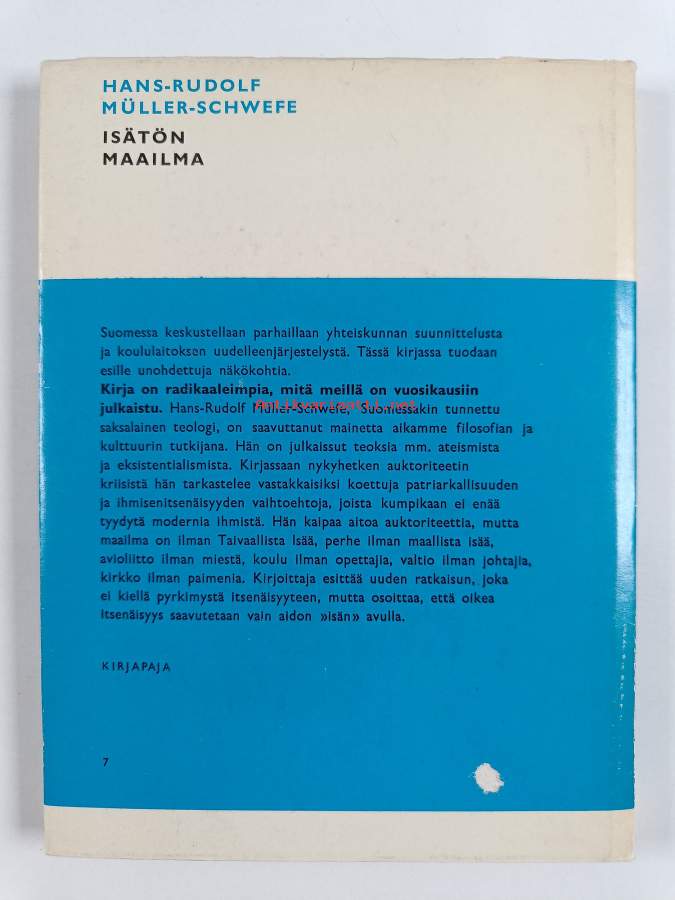 HANS-RUDOLF
MÜLLER-SCHWEFE
ISÄTÖN
MAAILMA
Suomessa keskustellaan parhaillaan yhteiskunnan suunnittelusta
ja koululaitoksen uudelleenjärjestelystä. Tässä kirjassa tuodaan
esille unohdettuja näkökohtia.
Kirja on radikaaleimpia, mitä meillä on vuosikausiin
julkaistu. Hans-Rudolf Müller-Schwefe, Suomessakin tunnettu
Antikvariaatti.net
saksalainen teologi, on saavuttanut mainetta aikamme filosofian ja
kulttuurin tutkijana. Hän on julkaissut teoksia mm. ateismista
ja eksistentialismista. Kirjassaan nykyhetken auktoriteetin
kriisistä hän tarkastelee vastakkaisiksi koettuja patriarkallisuuden
ja ihmisenitsenäisyyden vaihtoehtoja, joista kumpikaan ei enää
tyydytä modernia ihmistä. Hän kaipaa aitoa auktoriteettia, mutta
maailma on ilman Taivaallista Isää, perhe ilman maallista isää,
avioliitto ilman miestä, koulu ilman opettajia, valtio ilman johtajia,
kirkko ilman paimenia. Kirjoittaja esittää uuden ratkaisun, joka
ei kiellä pyrkimystä itsenäisyyteen, mutta osoittaa, että oikea
itsenäisyys saavutetaan vain aidon »isän» avulla.
KIRJAPAJA
7